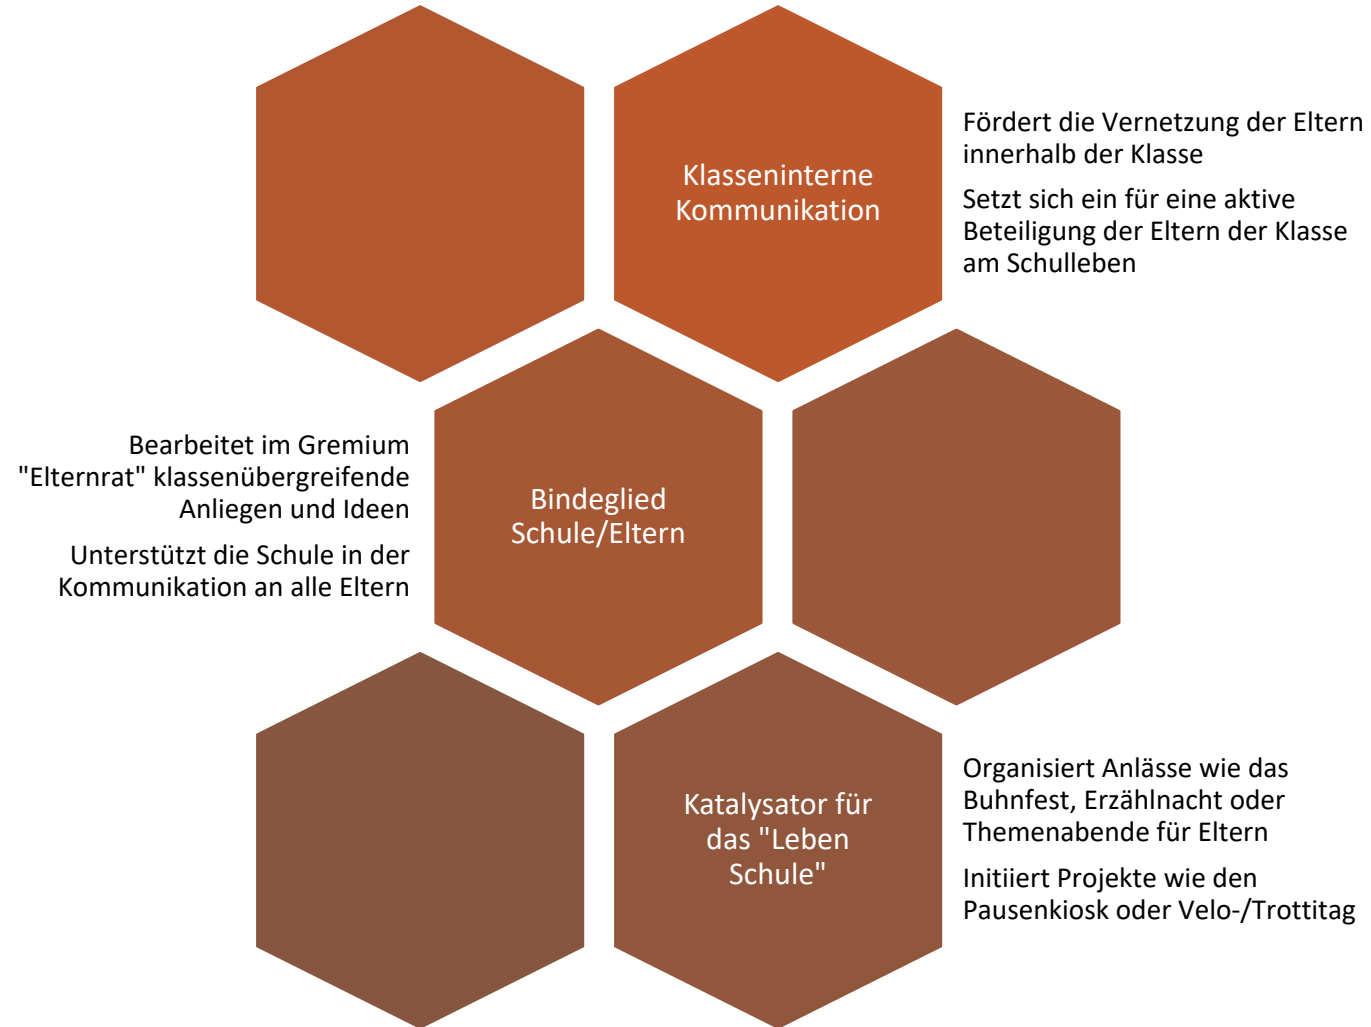 Klasseninterne
Kommunikation
Fördert die Vernetzung der Eltern
innerhalb der Klasse
Setzt sich ein für eine aktive
Beteiligung der Eltern der Klasse
am Schulleben
Bearbeitet im Gremium
"Elternrat" klassenübergreifende
Anliegen und Ideen
Unterstützt die Schule in der
Kommunikation an alle Eltern
Bindeglied
Schule/Eltern
Katalysator für
das "Leben
Schule"
Organisiert Anlässe wie das
Buhnfest, Erzählnacht oder
Themenabende für Eltern
Initiiert Projekte wie den
Pausenkiosk oder Velo-/Trottitag